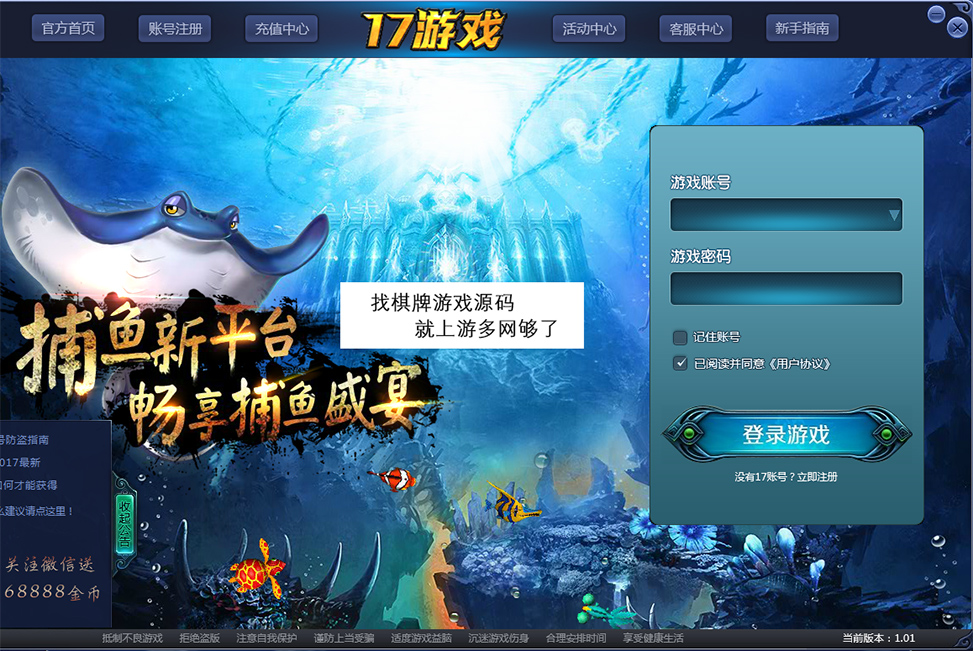 官方首页
账号注册
充值中心
17游戏
活动中心
客服中心
新手指南
游戏账号
游戏密码
记住账号
已阅读并同意《用户协议》
登录游戏
没有17账号？立即注册
找棋牌游戏源码
就上游多网够了
捕鱼新平台
畅享捕鱼盛宴
号防盗指南
017最新
何才能获得
建议请点这里！
收起公告
关注微信送
68888金币
抵制不良游戏 拒绝盗版 注意自我保护 谨防上当受骗 适度游戏益脑 沉迷游戏伤身 合理安排时间 享受健康生活
当前版本：1.01